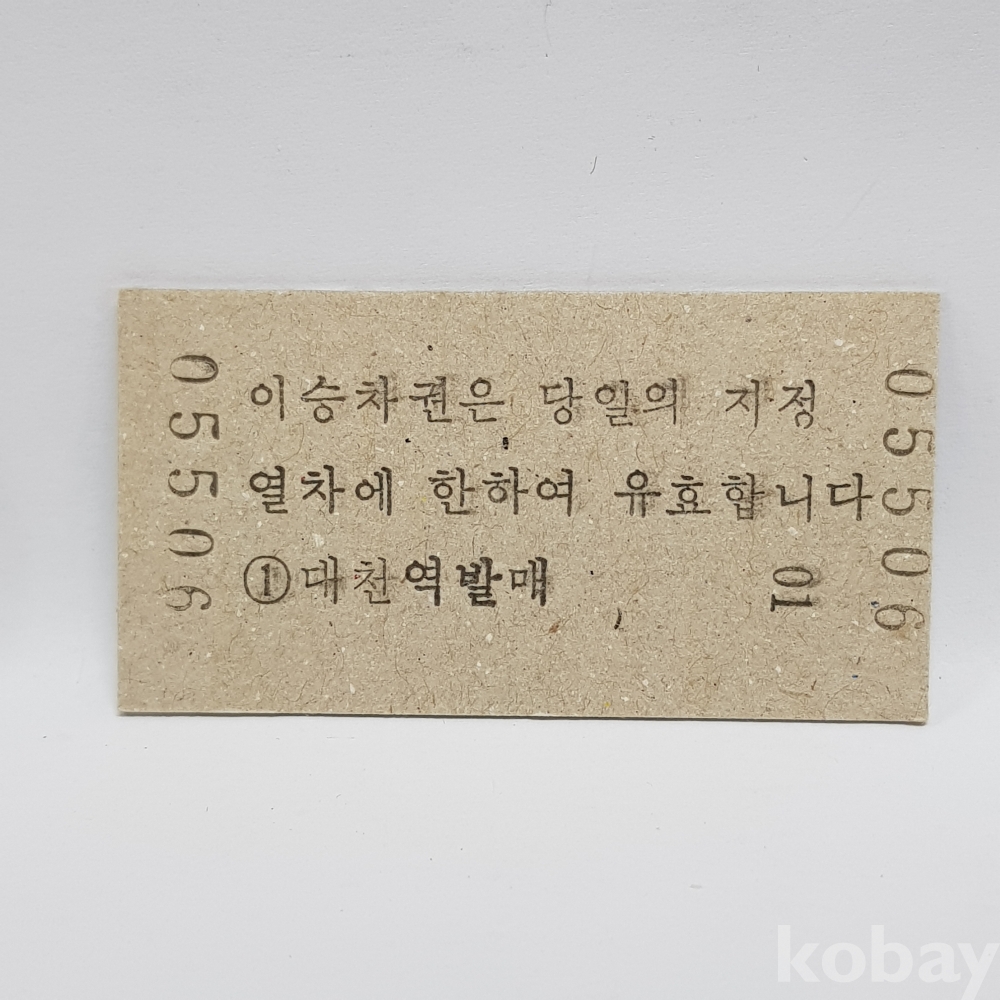 05506
이승차권은 당일의 지정
열차에 한하여 유효합니다
①대천역발매
01
05506
kobay